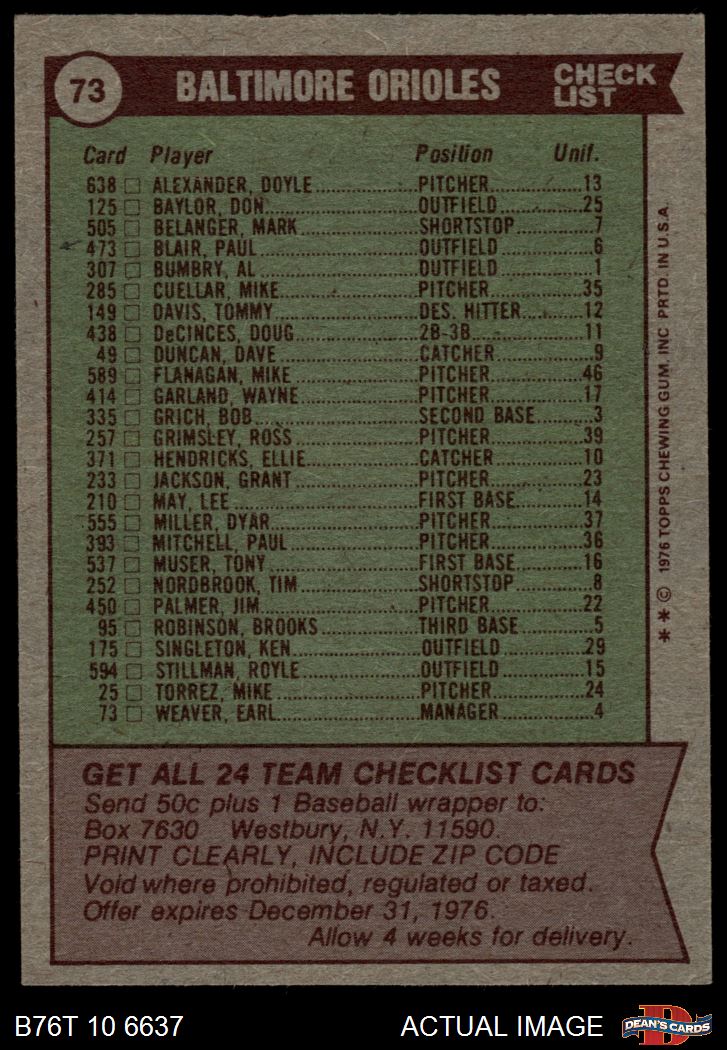 73 BALTIMORE ORIOLES CHECK LIST
Card Player Position Unif.
638 ALEXANDER, DOYLE PITCHER 13
125 BAYLOR, DON OUTFIELD 25
505 BELANGER, MARK SHORTSTOP 7
473 BLAIR, PAUL OUTFIELD 6
307 BUMBRY, AL OUTFIELD 1
285 CUELLAR, MIKE PITCHER 35
149 DAVIS, TOMMY DES. HITTER 12
438 DeCINCES, DOUG 2B-3B 11
49 DUNCAN, DAVE CATCHER 9
589 FLANAGAN, MIKE PITCHER 46
414 GARLAND, WAYNE PITCHER 17
335 GRICH, BOB SECOND BASE 3
257 GRIMSLEY, ROSS PITCHER 39
371 HENDRICKS, ELLIE CATCHER 10
233 JACKSON, GRANT PITCHER 23
210 MAY, LEE FIRST BASE 14
555 MILLER, DYAR PITCHER 37
393 MITCHELL, PAUL PITCHER 36
537 MUSER, TONY FIRST BASE 16
252 NORDBROOK, TIM SHORTSTOP 8
450 PALMER, JIM PITCHER 22
95 ROBINSON, BROOKS THIRD BASE 5
175 SINGLETON, KEN OUTFIELD 29
594 STILLMAN, ROYLE OUTFIELD 15
25 TORREZ, MIKE PITCHER 24
73 WEAVER, EARL MANAGER 4
* * © 1976 TOPPS CHEWING GUM, INC. PRTD. IN U.S.A.
GET ALL 24 TEAM CHECKLIST CARDS
Send 50c plus 1 Baseball wrapper to:
Box 7630 Westbury, N.Y. 11590.
PRINT CLEARLY, INCLUDE ZIP CODE
Void where prohibited, regulated or taxed.
Offer expires December 31, 1976.
Allow 4 weeks for delivery.
B76T 10 6637 ACTUAL IMAGE DEAN'S CARDS